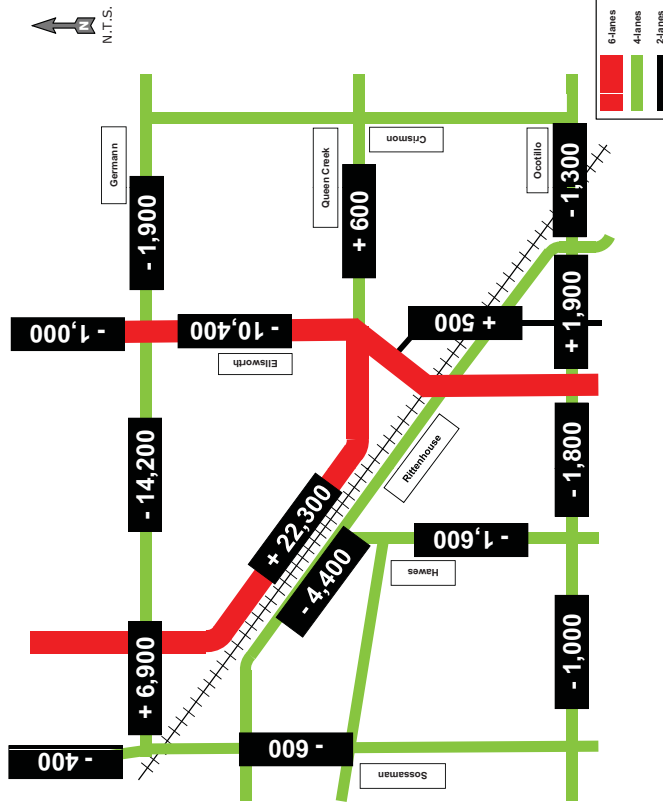 N
N.T.S.
6-lanes
4-lanes
2-lanes
Germann
Queen Creek
Crismon
Ocotillo
- 1,900
+ 600
- 1,300
- 1,000
- 10,400
Ellsworth
+ 500
+ 1,900
- 14,200
Rittenhouse
- 1,800
+ 22,300
- 4,400
- 1,600
Hawes
+ 6,900
- 1,000
- 400
- 600
Sossaman